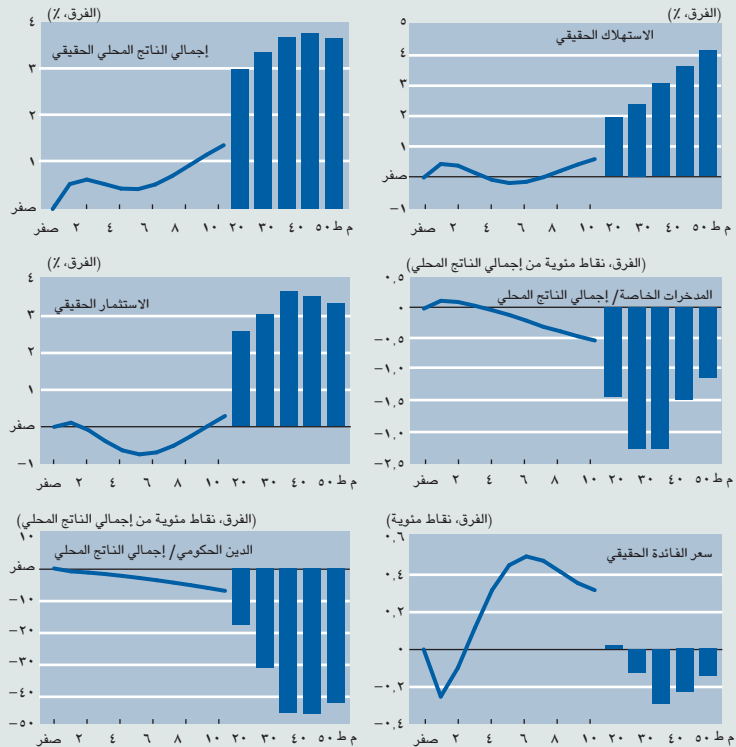 (الفرق، ٪)
إجمالي الناتج المحلي الحقيقي
٤
٣
٢
١
صفر
صفر ٢ ٤ ٦ ٨ ١٠ ٢٠ ٣٠ ٤٠ ٥٠ م ط
(الفرق، ٪)
الاستهلاك الحقيقي
٥
٤
٣
٢
١
صفر
−١
صفر ٢ ٤ ٦ ٨ ١٠ ٢٠ ٣٠ ٤٠ ٥٠ م ط
(الفرق، ٪)
الاستثمار الحقيقي
٤
٣
٢
١
صفر
−١
صفر ٢ ٤ ٦ ٨ ١٠ ٢٠ ٣٠ ٤٠ ٥٠ م ط
(الفرق، نقاط مئوية من إجمالي الناتج المحلي)
المدخرات الخاصة/ إجمالي الناتج المحلي
٠,٥
٠
−٠,٥
−١,٠
−١,٥
−١,٠
−٢,٥
صفر ٢ ٤ ٦ ٨ ١٠ ٢٠ ٣٠ ٤٠ ٥٠ م ط
(الفرق، نقاط مئوية من إجمالي الناتج المحلي)
الدين الحكومي/ إجمالي الناتج المحلي
١٠
صفر
−١٠
−٢٠
−٣٠
−٤٠
−٥٠
صفر ٢ ٤ ٦ ٨ ١٠ ٢٠ ٣٠ ٤٠ ٥٠ م ط
(الفرق، نقاط مئوية)
سعر الفائدة الحقيقي
٠,٦
٠,٤
٠,٢
٠
−٠,٢
−٠,٤
صفر ٢ ٤ ٦ ٨ ١٠ ٢٠ ٣٠ ٤٠ ٥٠ م ط